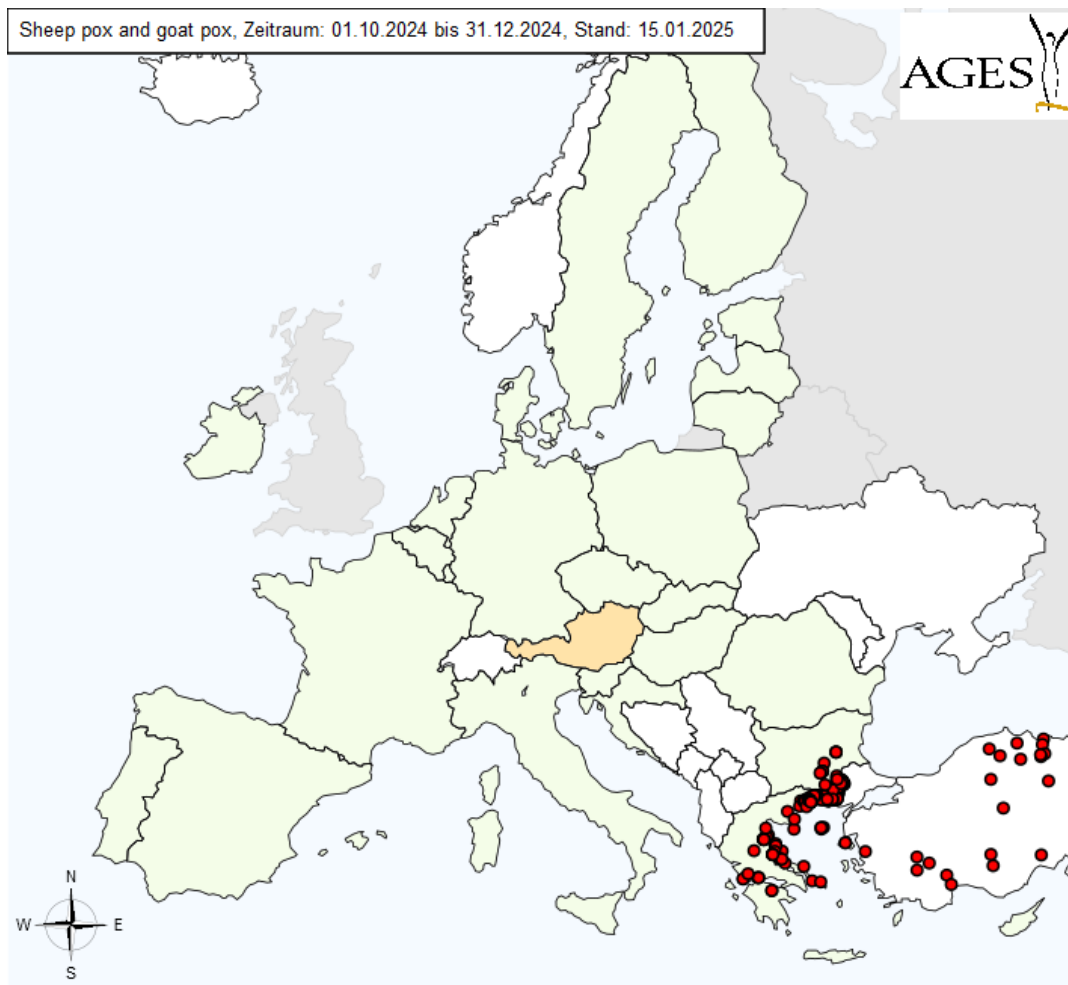 Sheep pox and goat pox, Zeitraum: 01.10.2024 bis 31.12.2024, Stand: 15.01.2025
AGES
N
W E
S